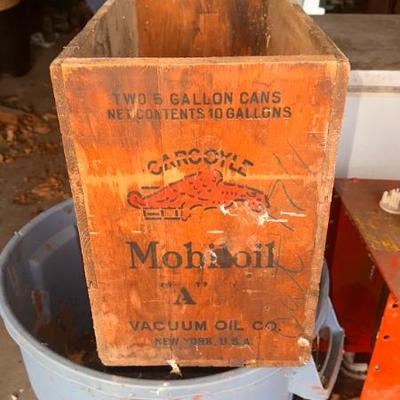 TWO 5 GALLON CANS
NET CONTENTS 10 GALLONS
GARGOYLE
Mobiloil
"A"
VACUUM OIL CO.
NEW YORK, U.S.A.